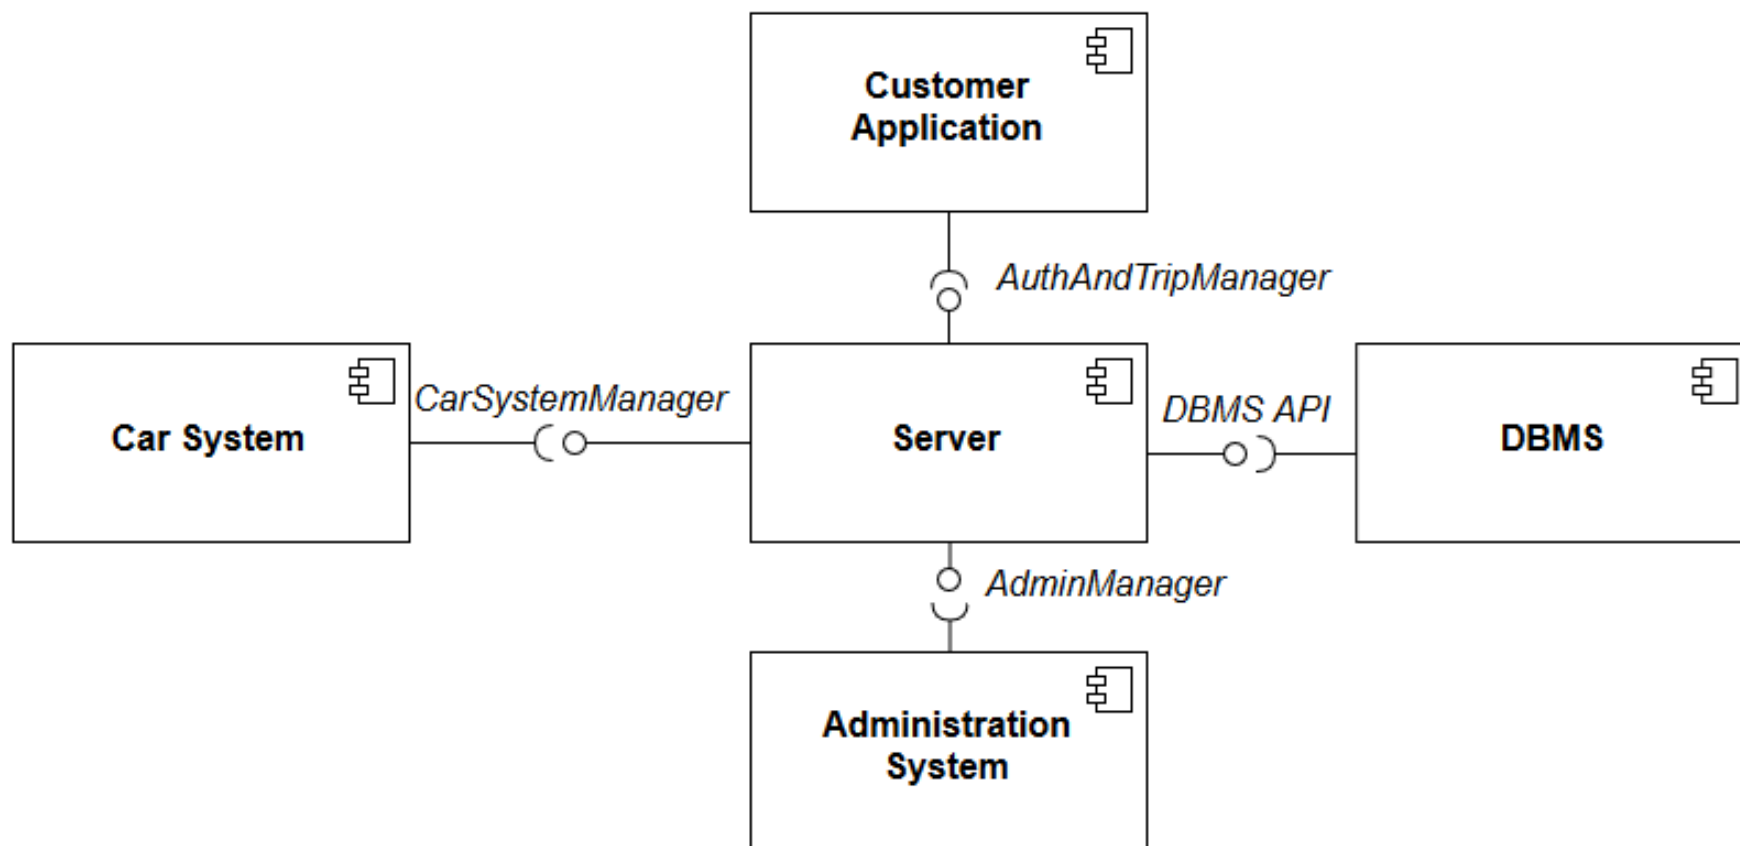 Customer
Application
AuthAndTripManager
CarSystemManager
Car System
Server
DBMS API
DBMS
AdminManager
Administration
System